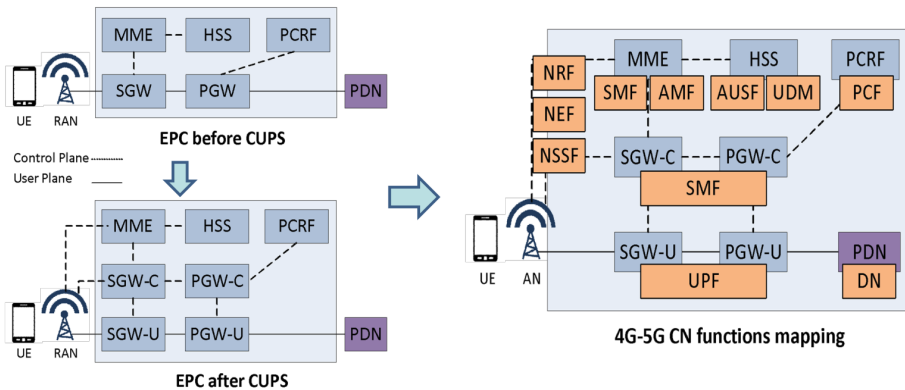 MME HSS PCRF
SGW PGW PDN
UE RAN
EPC before CUPS
Control Plane
User Plane
MME HSS PCRF
SGW-C PGW-C
SGW-U PGW-U PDN
UE RAN
EPC after CUPS
NRF MME HSS PCRF
SMF AMF AUSF UDM PCF
NEF
NSSF SGW-C PGW-C
SMF
SGW-U PGW-U PDN
UPF DN
UE AN
4G-5G CN functions mapping